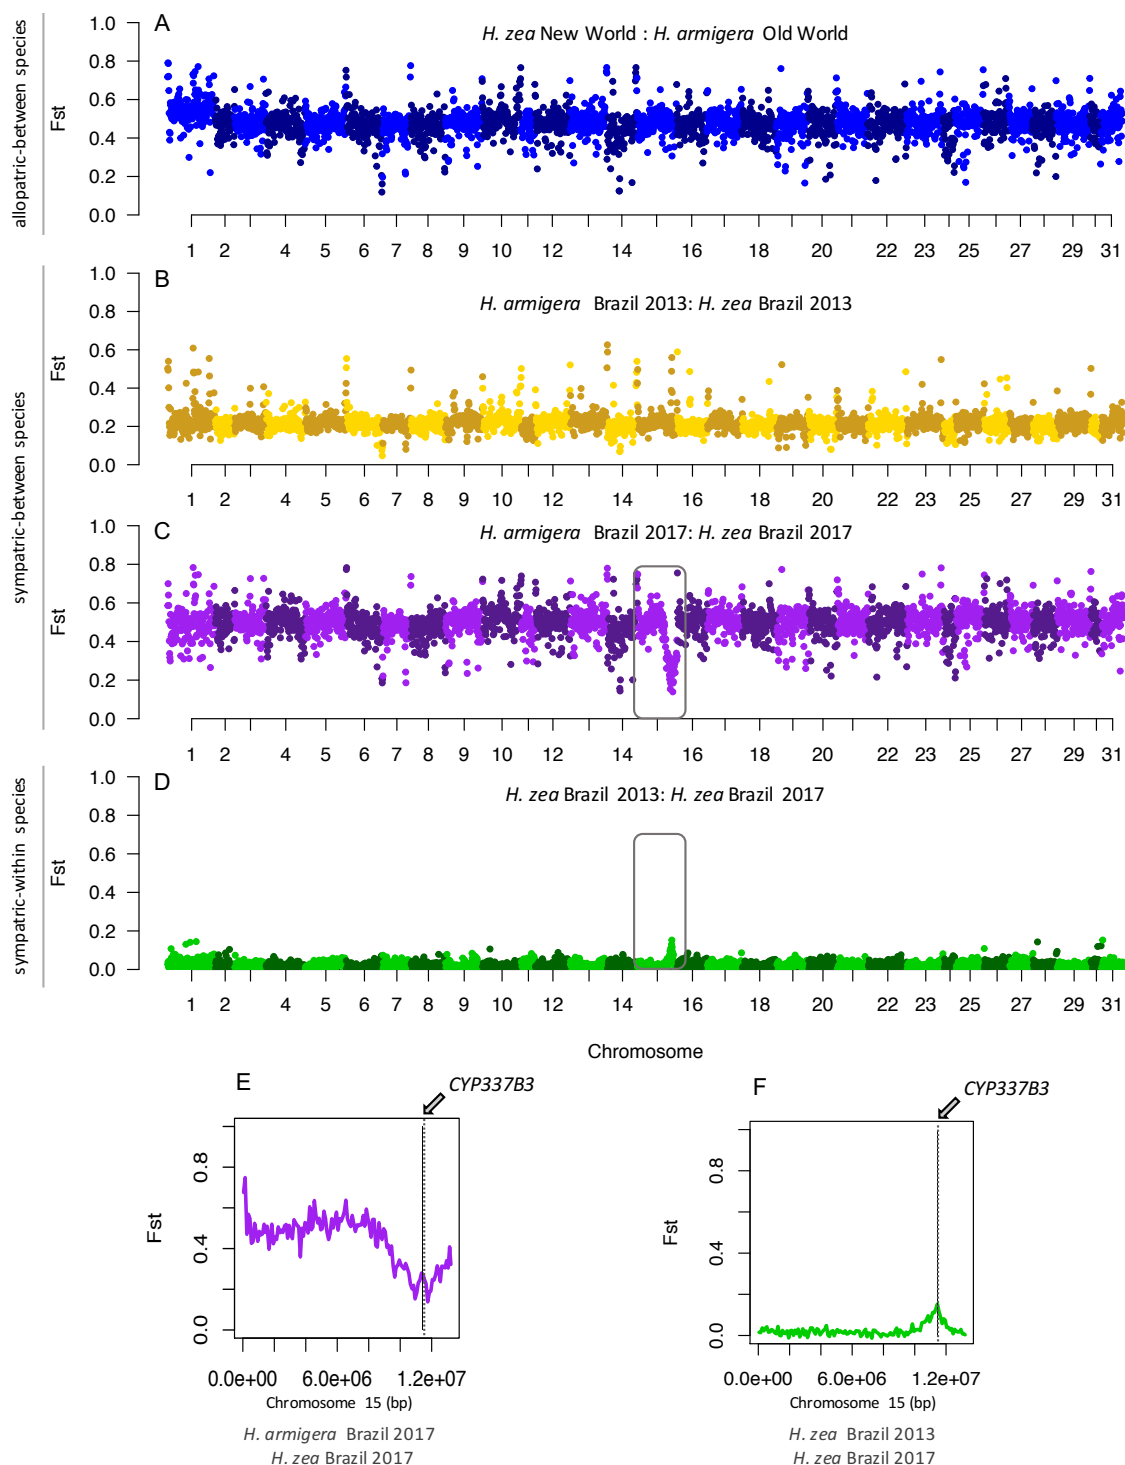 allopatric-between species
A
H. zea New World : H. armigera Old World
Fst
1.0
0.8
0.6
0.4
0.2
0.0
1 2 4 6 7 8 10 12 14 16 18 20 22 23 25 27 29 31
sympatric-between species
B
H. armigera Brazil 2013: H. zea Brazil 2013
Fst
1.0
0.8
0.6
0.4
0.2
0.0
1 2 4 6 7 8 10 12 14 16 18 20 22 23 25 27 29 31
C
H. armigera Brazil 2017: H. zea Brazil 2017
Fst
1.0
0.8
0.6
0.4
0.2
0.0
1 2 4 6 7 8 10 12 14 16 18 20 22 23 25 27 29 31
sympatric-within species
D
H. zea Brazil 2013: H. zea Brazil 2017
Fst
1.0
0.8
0.6
0.4
0.2
0.0
1 2 4 6 7 8 10 12 14 16 18 20 22 23 25 27 29 31
Chromosome
E
CYP337B3
Fst
0.8
0.4
0.0
0.0e+00 6.0e+06 1.2e+07
Chromosome 15 (bp)
H. armigera Brazil 2017
H. zea Brazil 2017
F
CYP337B3
Fst
0.8
0.4
0.0
0.0e+00 6.0e+06 1.2e+07
Chromosome 15 (bp)
H. zea Brazil 2013
H. zea Brazil 2017